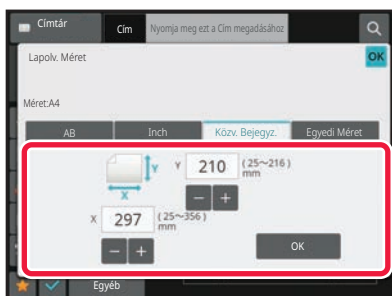 Címtár
Cím
Nyomja meg ezt a Cím megadásához
Lapolv. Méret
OK
Méret:A4
AB
Inch
Közv. Bejegyz.
Egyedi Méret
Y
X
Y 210 (25~216) mm
- +
X 297 (25~356) mm
- +
OK
Egyéb